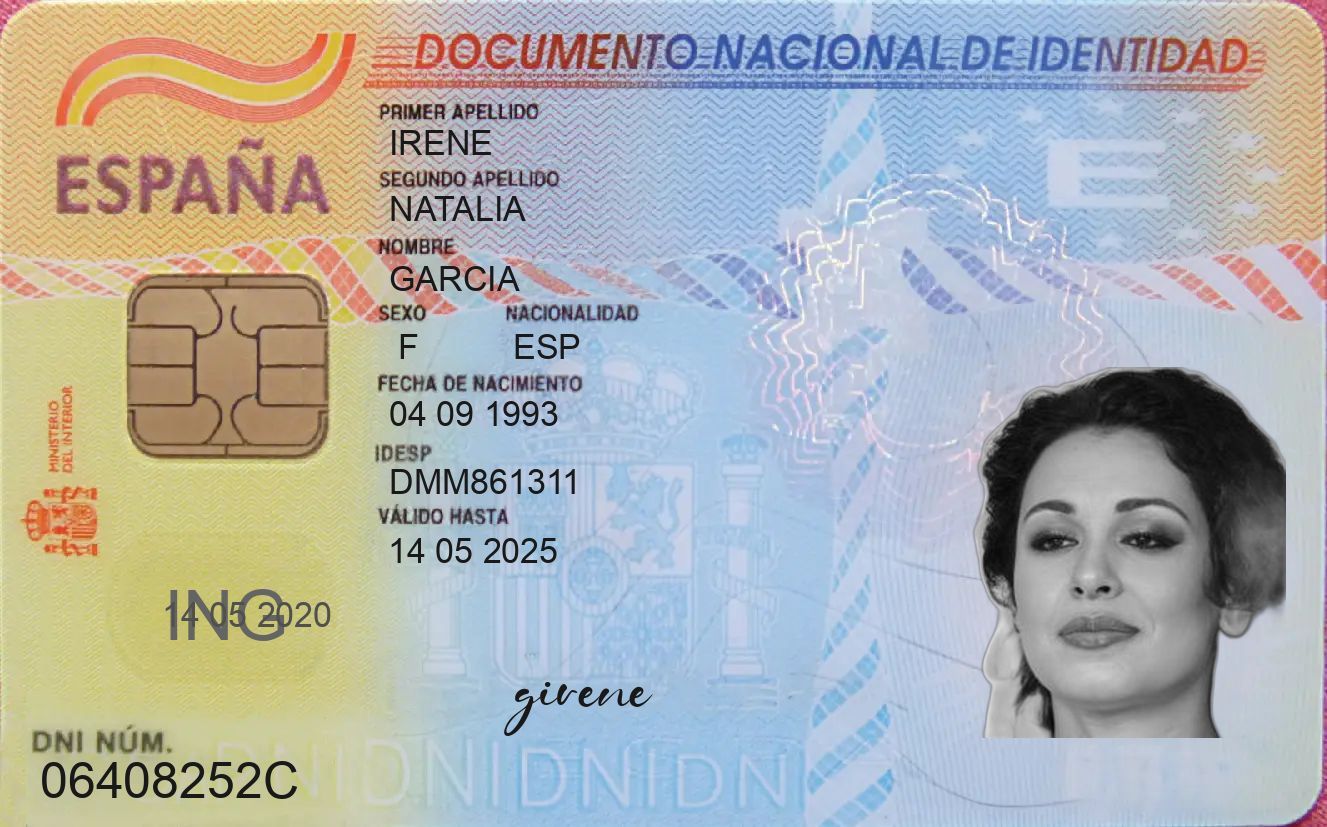 DOCUMENTO NACIONAL DE IDENTIDAD
ESPAÑA
PRIMER APELLIDO
IRENE
SEGUNDO APELLIDO
NATALIA
NOMBRE
GARCIA
SEXO NACIONALIDAD
F ESP
FECHA DE NACIMIENTO
04 09 1993
IDESP
DMM861311
VÁLIDO HASTA
14 05 2025
MINISTERIO
DEL INTERIOR
ING
14 05 2020
girene
DNI NÚM.
06408252C
E
DNIDNIDNIDNI